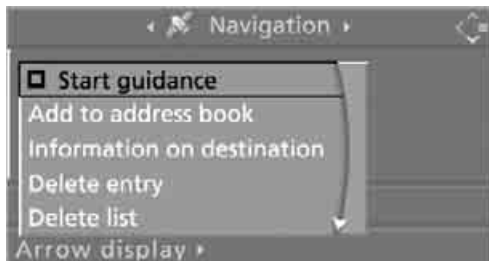 Navigation
Start guidance
Add to address book
Information on destination
Delete entry
Delete list
Arrow display